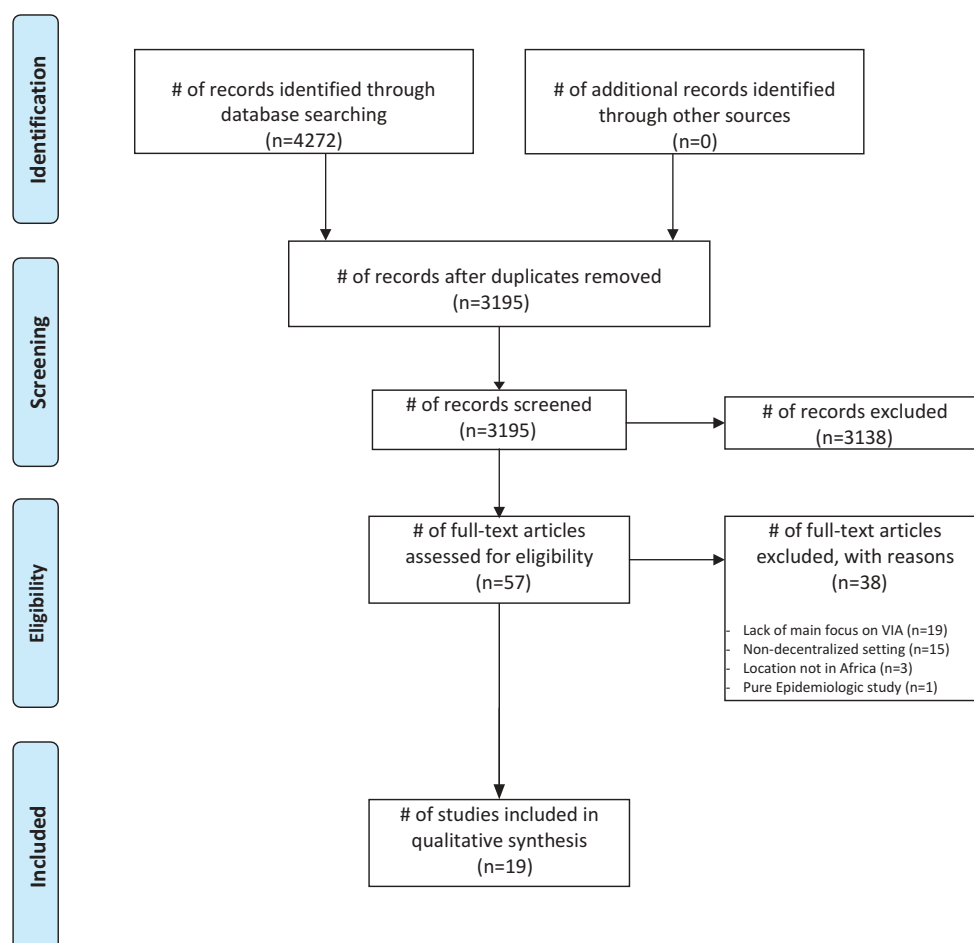 Identification
# of records identified through
database searching
(n=4272)
# of additional records identified
through other sources
(n=0)
Screening
# of records after duplicates removed
(n=3195)
# of records screened
(n=3195)
# of records excluded
(n=3138)
Eligibility
# of full-text articles
assessed for eligibility
(n=57)
# of full-text articles
excluded, with reasons
(n=38)
- Lack of main focus on VIA (n=19)
- Non-decentralized setting (n=15)
- Location not in Africa (n=3)
- Pure Epidemiologic study (n=1)
Included
# of studies included in
qualitative synthesis
(n=19)